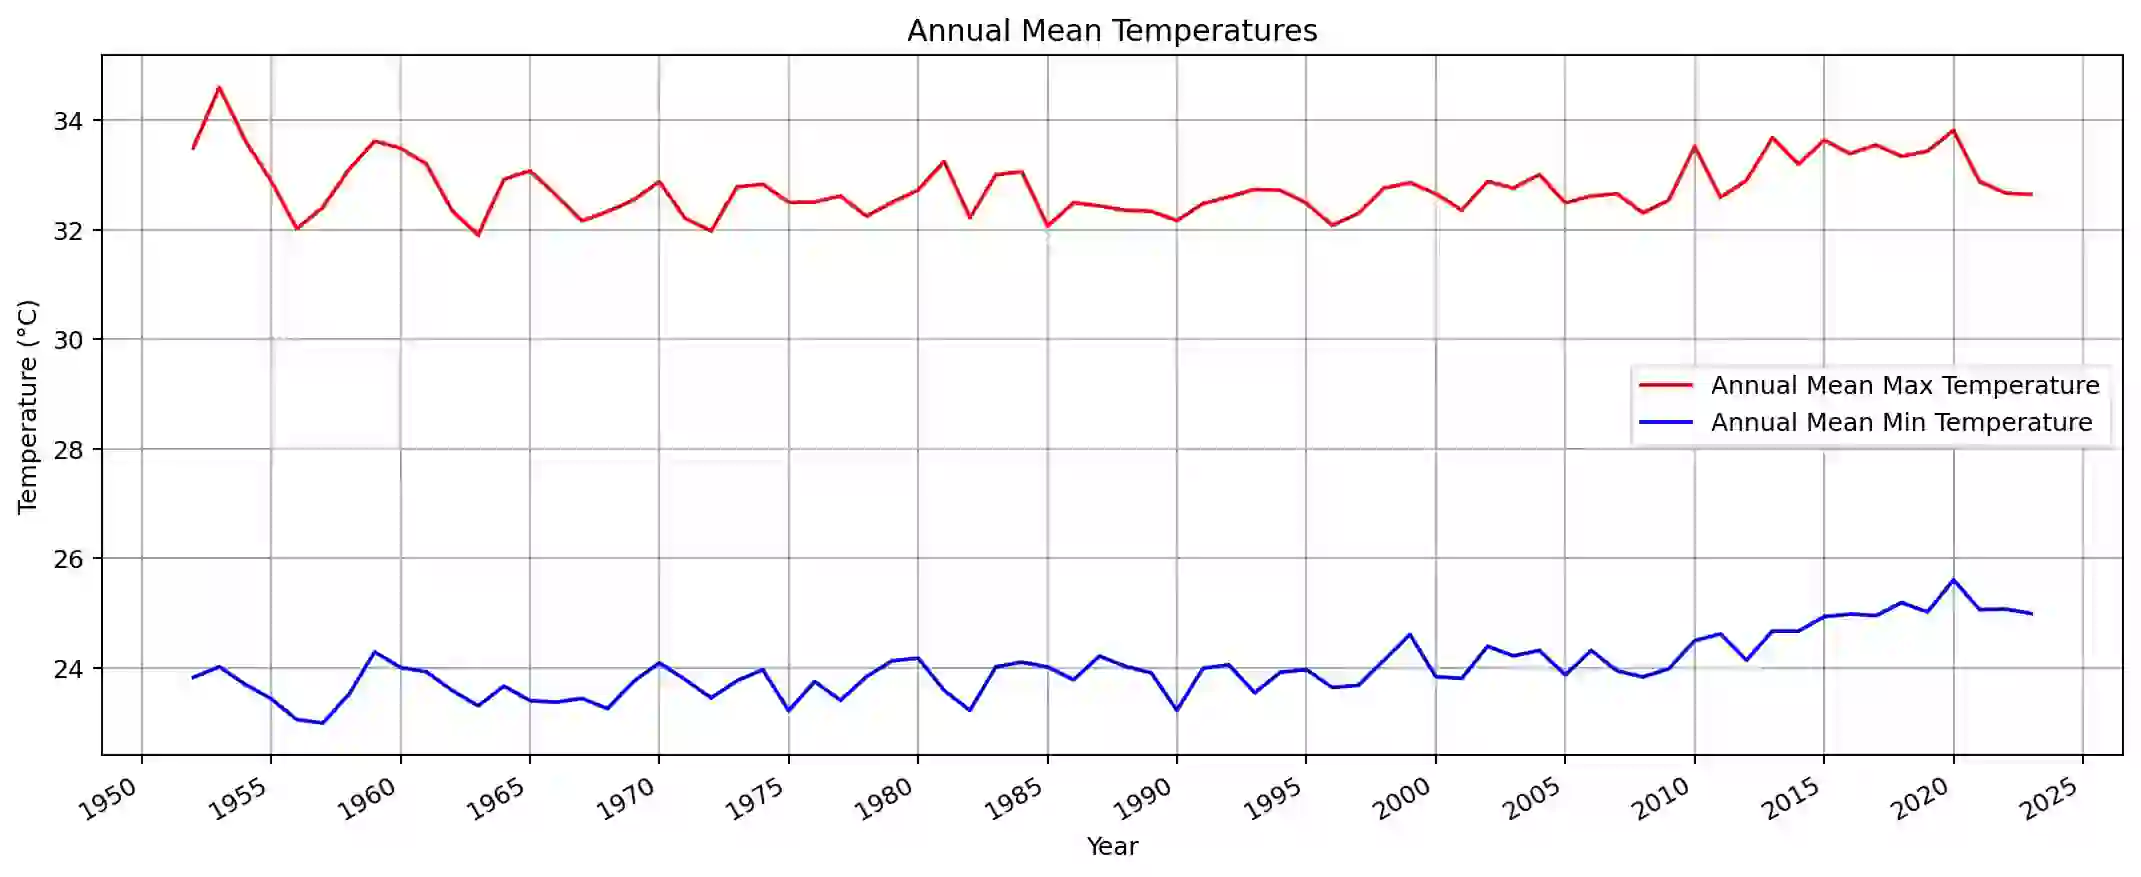 Annual Mean Temperatures
Temperature (°C)
34
32
30
28
26
24
Annual Mean Max Temperature
Annual Mean Min Temperature
1950 1955 1960 1965 1970 1975 1980 1985 1990 1995 2000 2005 2010 2015 2020 2025
Year